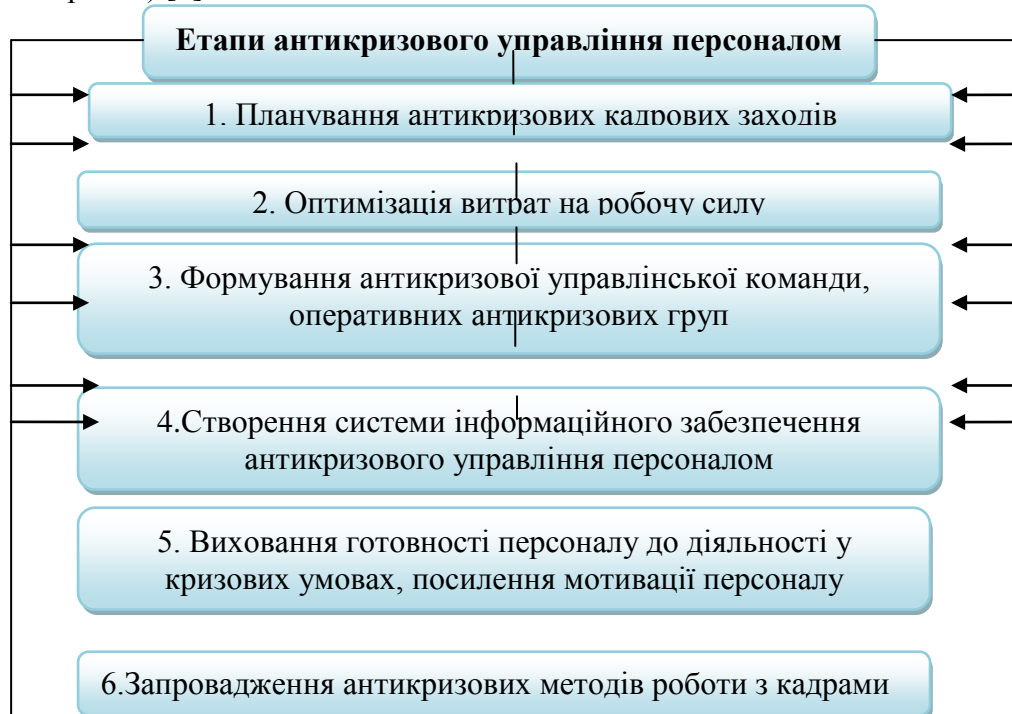 Етапи антикризового управління персоналом
1. Планування антикризових кадрових заходів
2. Оптимізація витрат на робочу силу
3. Формування антикризової управлінської команди,
оперативних антикризових груп
4.Створення системи інформаційного забезпечення
антикризового управління персоналом
5. Виховання готовності персоналу до діяльності у
кризових умовах, посилення мотивації персоналу
6.Запровадження антикризових методів роботи з кадрами